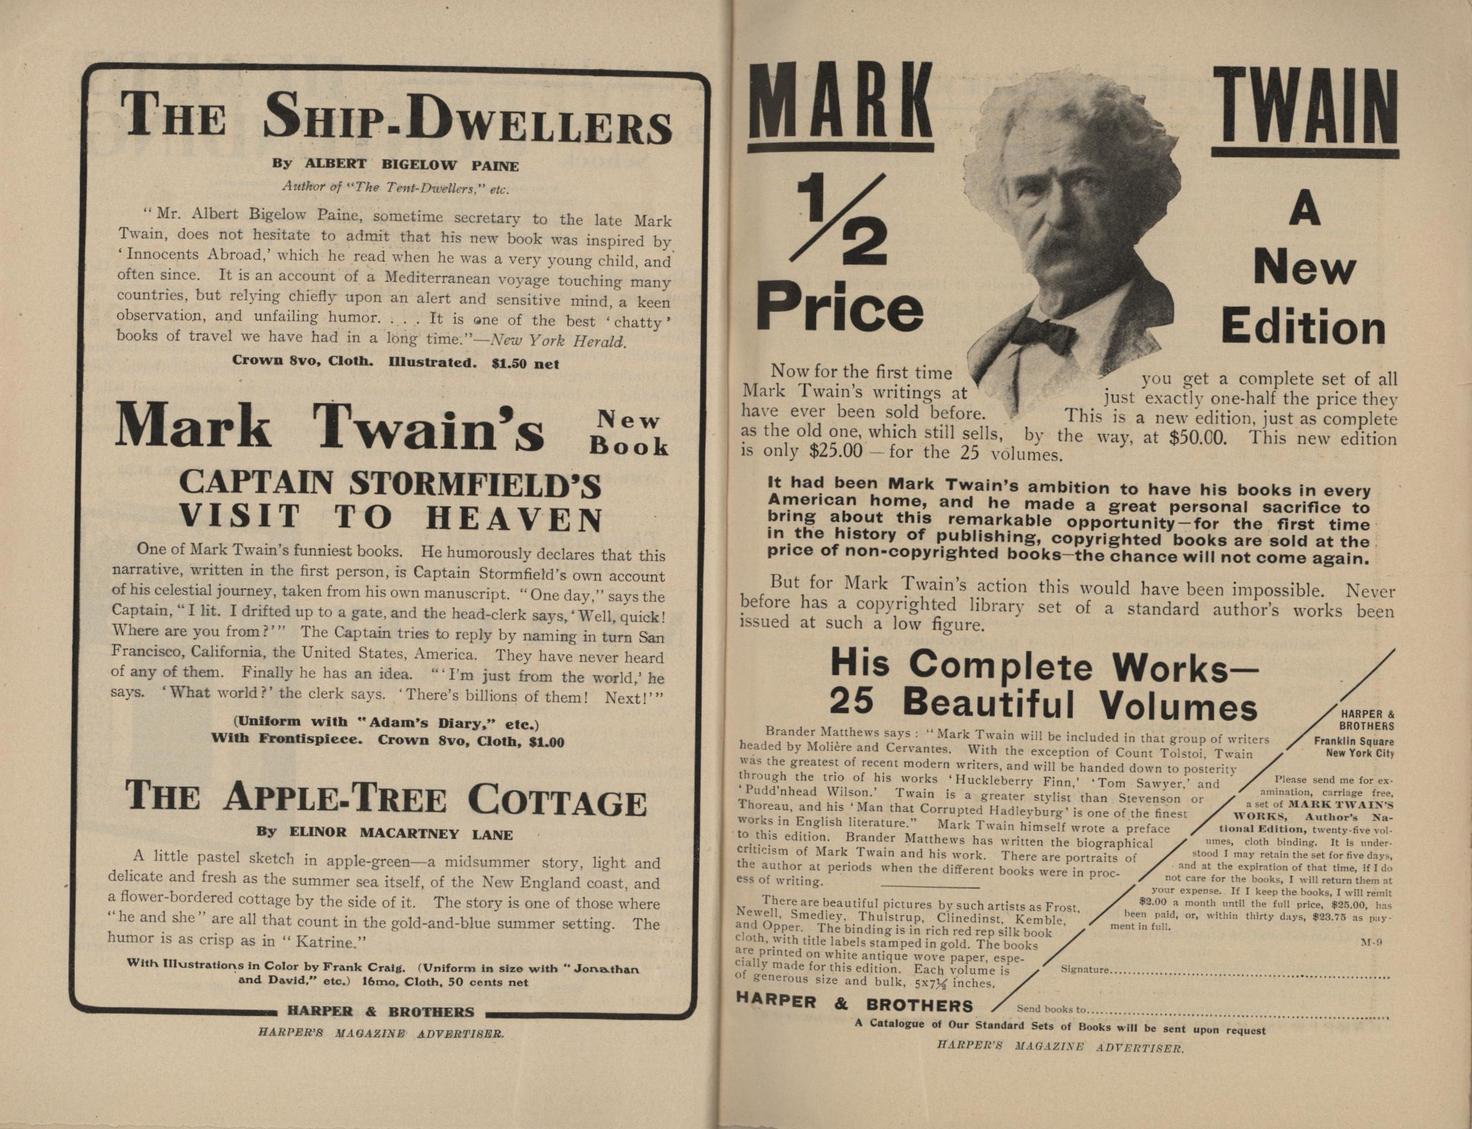 THE SHIP-DWELLERS
By ALBERT BIGELOW PAINE
Author of "The Tent-Dwellers," etc.
"Mr. Albert Bigelow Paine, sometime secretary to the late Mark
Twain, does not hesitate to admit that his new book was inspired by
'Innocents Abroad,' which he read when he was a very young child, and
often since. It is an account of a Mediterranean voyage touching many
countries, but relying chiefly upon an alert and sensitive mind, a keen
observation, and unfailing humor. . . . It is one of the best 'chatty'
books of travel we have had in a long time."—New York Herald.
Crown 8vo, Cloth. Illustrated. $1.50 net
Mark Twain's New Book
CAPTAIN STORMFIELD'S
VISIT TO HEAVEN
One of Mark Twain's funniest books. He humorously declares that this
narrative, written in the first person, is Captain Stormfield's own account
of his celestial journey, taken from his own manuscript. "One day," says the
Captain, "I lit. I drifted up to a gate, and the head-clerk says, 'Well, quick!
Where are you from?'" The Captain tries to reply by naming in turn San
Francisco, California, the United States, America. They have never heard
of any of them. Finally he has an idea. "'I'm just from the world,' he
says. 'What world?' the clerk says. 'There's billions of them! Next!'"
(Uniform with "Adam's Diary," etc.)
With Frontispiece. Crown 8vo, Cloth, $1.00
THE APPLE-TREE COTTAGE
By ELINOR MACARTNEY LANE
A little pastel sketch in apple-green—a midsummer story, light and
delicate and fresh as the summer sea itself, of the New England coast, and
a flower-bordered cottage by the side of it. The story is one of those where
"he and she" are all that count in the gold-and-blue summer setting. The
humor is as crisp as in "Katrine."
With Illustrations in Color by Frank Craig. (Uniform in size with "Jonathan
and David," etc.) 16mo, Cloth, 50 cents net
HARPER & BROTHERS
HARPER'S MAGAZINE ADVERTISER.
MARK TWAIN
1/2
Price
A
New
Edition
Now for the first time you get a complete set of all
Mark Twain's writings at just exactly one-half the price they
have ever been sold before. This is a new edition, just as complete
as the old one, which still sells, by the way, at $50.00. This new edition
is only $25.00—for the 25 volumes.
It had been Mark Twain's ambition to have his books in every
American home, and he made a great personal sacrifice to
bring about this remarkable opportunity—for the first time
in the history of publishing, copyrighted books are sold at the
price of non-copyrighted books—the chance will not come again.
But for Mark Twain's action this would have been impossible. Never
before has a copyrighted library set of a standard author's works been
issued at such a low figure.
His Complete Works—
25 Beautiful Volumes
Brander Matthews says: "Mark Twain will be included in that group of writers
headed by Molière and Cervantes. With the exception of Count Tolstoi, Twain
was the greatest of recent modern writers, and will be handed down to posterity
through the trio of his works 'Huckleberry Finn,' 'Tom Sawyer,' and
'Pudd'nhead Wilson.' Twain is a greater stylist than Stevenson or
Thoreau, and his 'Man that Corrupted Hadleyburg' is one of the finest
works in English literature." Mark Twain himself wrote a preface
to this edition. Brander Matthews has written the biographical
criticism of Mark Twain and his work. There are portraits of
the author at periods when the different books were in proc-
ess of writing.
There are beautiful pictures by such artists as Frost,
Newell, Smedley, Thulstrup, Clinedinst, Kemble,
and Opper. The binding is in rich red rep silk book
cloth, with title labels stamped in gold. The books
are printed on white antique wove paper, espe-
cially made for this edition. Each volume is
of generous size and bulk, 5x7½ inches.
HARPER & BROTHERS
HARPER &
BROTHERS
Franklin Square
New York City
Please send me for ex-
amination, carriage free,
a set of MARK TWAIN'S
WORKS, Author's Na-
tional Edition, twenty-five vol-
umes, cloth binding. It is under-
stood I may retain the set for five days,
and at the expiration of that time, if I do
not care for the books, I will return them at
your expense. If I keep the books, I will remit
$2.00 a month until the full price, $25.00, has
been paid, or, within thirty days, $23.75 as pay-
ment in full.
M-9
Signature
Send books to
A Catalogue of Our Standard Sets of Books will be sent upon request
HARPER'S MAGAZINE ADVERTISER.